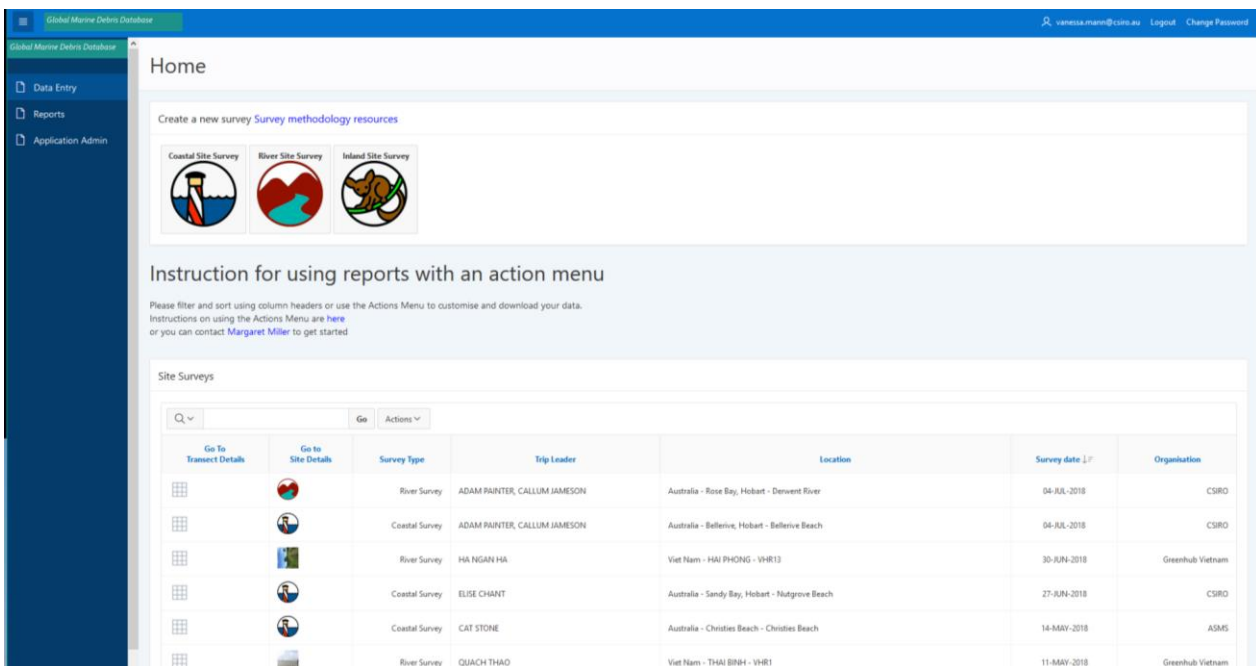 Global Marine Debris Database
vanessa.mann@csiro.au Logout Change Password
Global Marine Debris Database
Data Entry
Reports
Application Admin
Home
Create a new survey Survey methodology resources
Coastal Site Survey River Site Survey Inland Site Survey
Instruction for using reports with an action menu
Please filter and sort using column headers or use the Actions Menu to customise and download your data.
Instructions on using the Actions Menu are here
or you can contact Margaret Miller to get started
Site Surveys
Go Actions
Go To Transect Details Go to Site Details Survey Type Trip Leader Location Survey date Organisation
River Survey ADAM PAINTER, CALLUM JAMESON Australia - Rose Bay, Hobart - Derwent River 04-JUL-2018 CSIRO
Coastal Survey ADAM PAINTER, CALLUM JAMESON Australia - Bellerive, Hobart - Bellerive Beach 04-JUL-2018 CSIRO
River Survey HA NGAN HA Viet Nam - HAI PHONG - VHR13 30-JUN-2018 Greenhub Vietnam
Coastal Survey ELISE CHANT Australia - Sandy Bay, Hobart - Nutgrove Beach 27-JUN-2018 CSIRO
Coastal Survey CAT STONE Australia - Christies Beach - Christies Beach 14-MAY-2018 ASMS
River Survey QUACH THAO Viet Nam - THAI BINH - VHR1 11-MAY-2018 Greenhub Vietnam